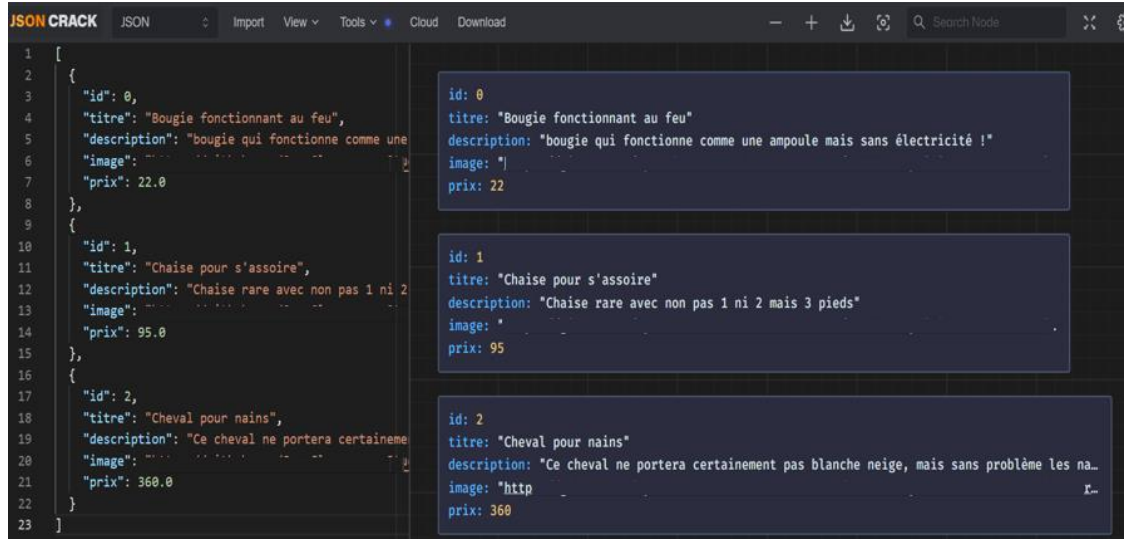 JSON CRACK JSON Import View Tools Cloud Download Search Node
1 [
2 {
3 "id": 0,
4 "titre": "Bougie fonctionnant au feu",
5 "description": "bougie qui fonctionne comme une
6 "image":
7 "prix": 22.0
8 },
9 {
10 "id": 1,
11 "titre": "Chaise pour s'assoire",
12 "description": "Chaise rare avec non pas 1 ni 2
13 "image":
14 "prix": 95.0
15 },
16 {
17 "id": 2,
18 "titre": "Cheval pour nains",
19 "description": "Ce cheval ne portera certaineme
20 "image":
21 "prix": 360.0
22 }
23 ]
id: 0
titre: "Bougie fonctionnant au feu"
description: "bougie qui fonctionne comme une ampoule mais sans électricité !"
image: "
prix: 22
id: 1
titre: "Chaise pour s'assoire"
description: "Chaise rare avec non pas 1 ni 2 mais 3 pieds"
image: "
prix: 95
id: 2
titre: "Cheval pour nains"
description: "Ce cheval ne portera certainement pas blanche neige, mais sans problème les na…
image: "http r…
prix: 360